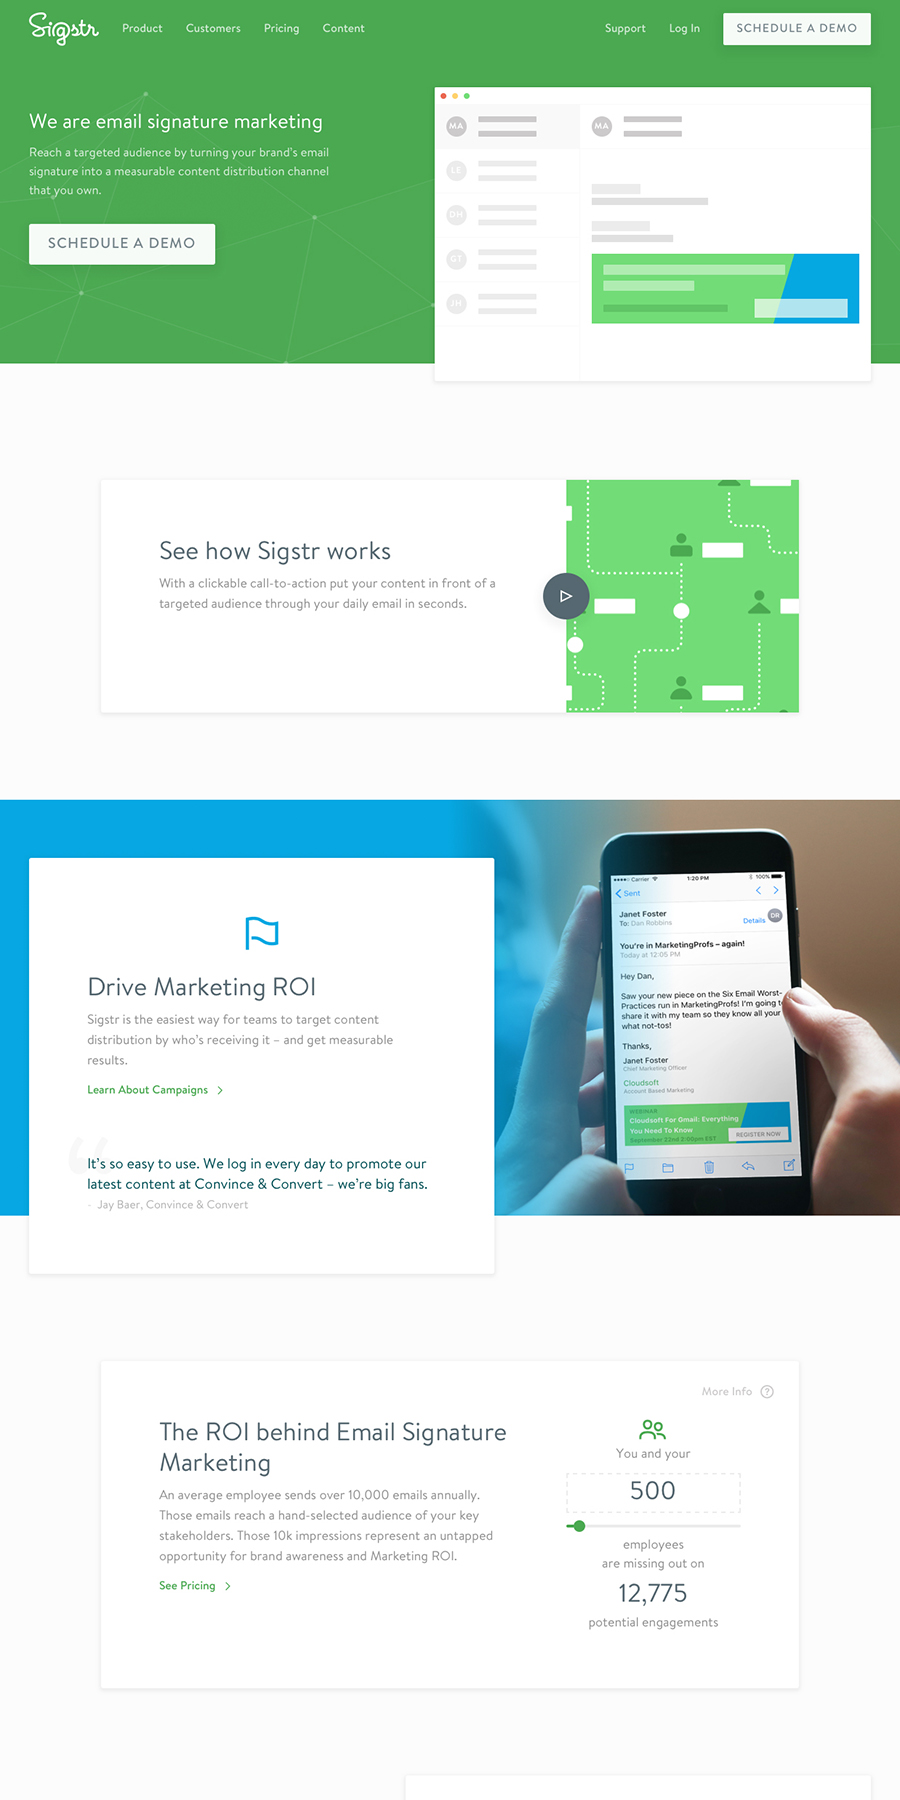 Sigstr
Product Customers Pricing Content
Support Log In SCHEDULE A DEMO
We are email signature marketing
Reach a targeted audience by turning your brand's email
signature into a measurable content distribution channel
that you own.
SCHEDULE A DEMO
MA
LE
DH
GT
JH
MA
See how Sigstr works
With a clickable call-to-action put your content in front of a
targeted audience through your daily email in seconds.
Drive Marketing ROI
Sigstr is the easiest way for teams to target content
distribution by who's receiving it – and get measurable
results.
Learn About Campaigns
“
It's so easy to use. We log in every day to promote our
latest content at Convince & Convert – we're big fans.
- Jay Baer, Convince & Convert
Carrier 1:20 PM 100%
Sent
Janet Foster
To: Dan Robbins Details DR
You're in MarketingProfs – again!
Today at 12:05 PM
Hey Dan,
Saw your new piece on the Six Email Worst-
Practices run in MarketingProfs! I'm going to
share it with my team so they know all your
what not-tos!
Thanks,
Janet Foster
Chief Marketing Officer
Cloudsoft
Account Based Marketing
WEBINAR
Cloudsoft For Gmail: Everything
You Need To Know
September 22nd 2:00pm EST
REGISTER NOW
The ROI behind Email Signature
Marketing
An average employee sends over 10,000 emails annually.
Those emails reach a hand-selected audience of your key
stakeholders. Those 10k impressions represent an untapped
opportunity for brand awareness and Marketing ROI.
See Pricing
More Info ?
You and your
500
employees
are missing out on
12,775
potential engagements